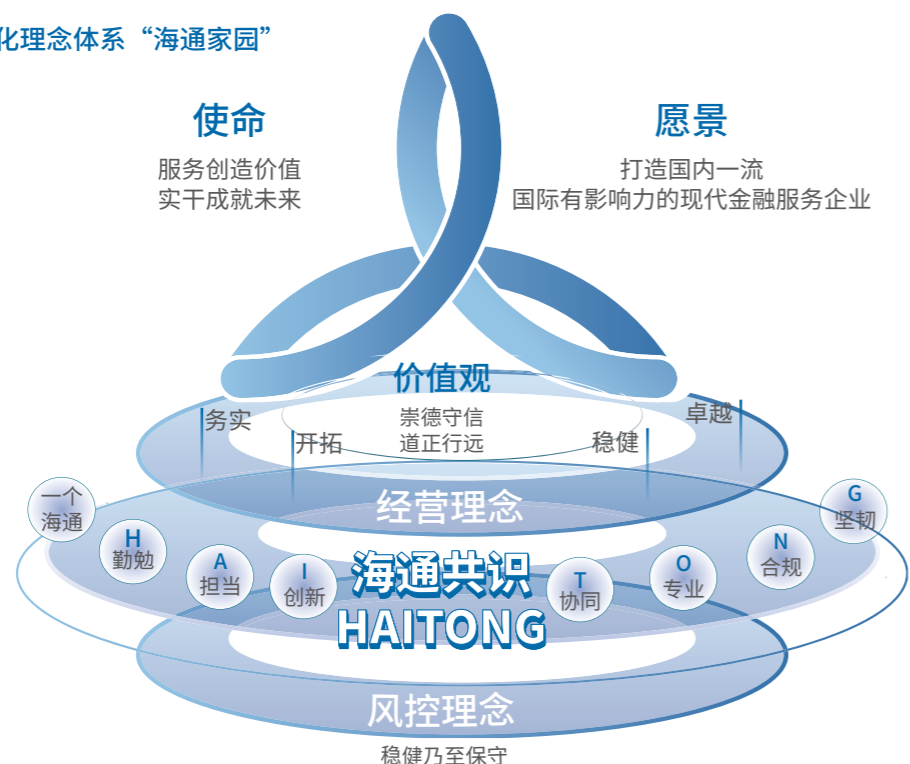 化理念体系“海通家园”
使命
服务创造价值
实干成就未来
愿景
打造国内一流
国际有影响力的现代金融服务企业
价值观
崇德守信
道正行远
务实
开拓
稳健
卓越
经营理念
一个
海通
H
勤勉
A
担当
I
创新
T
协同
O
专业
N
合规
G
坚韧
海通共识
HAITONG
风控理念
稳健乃至保守